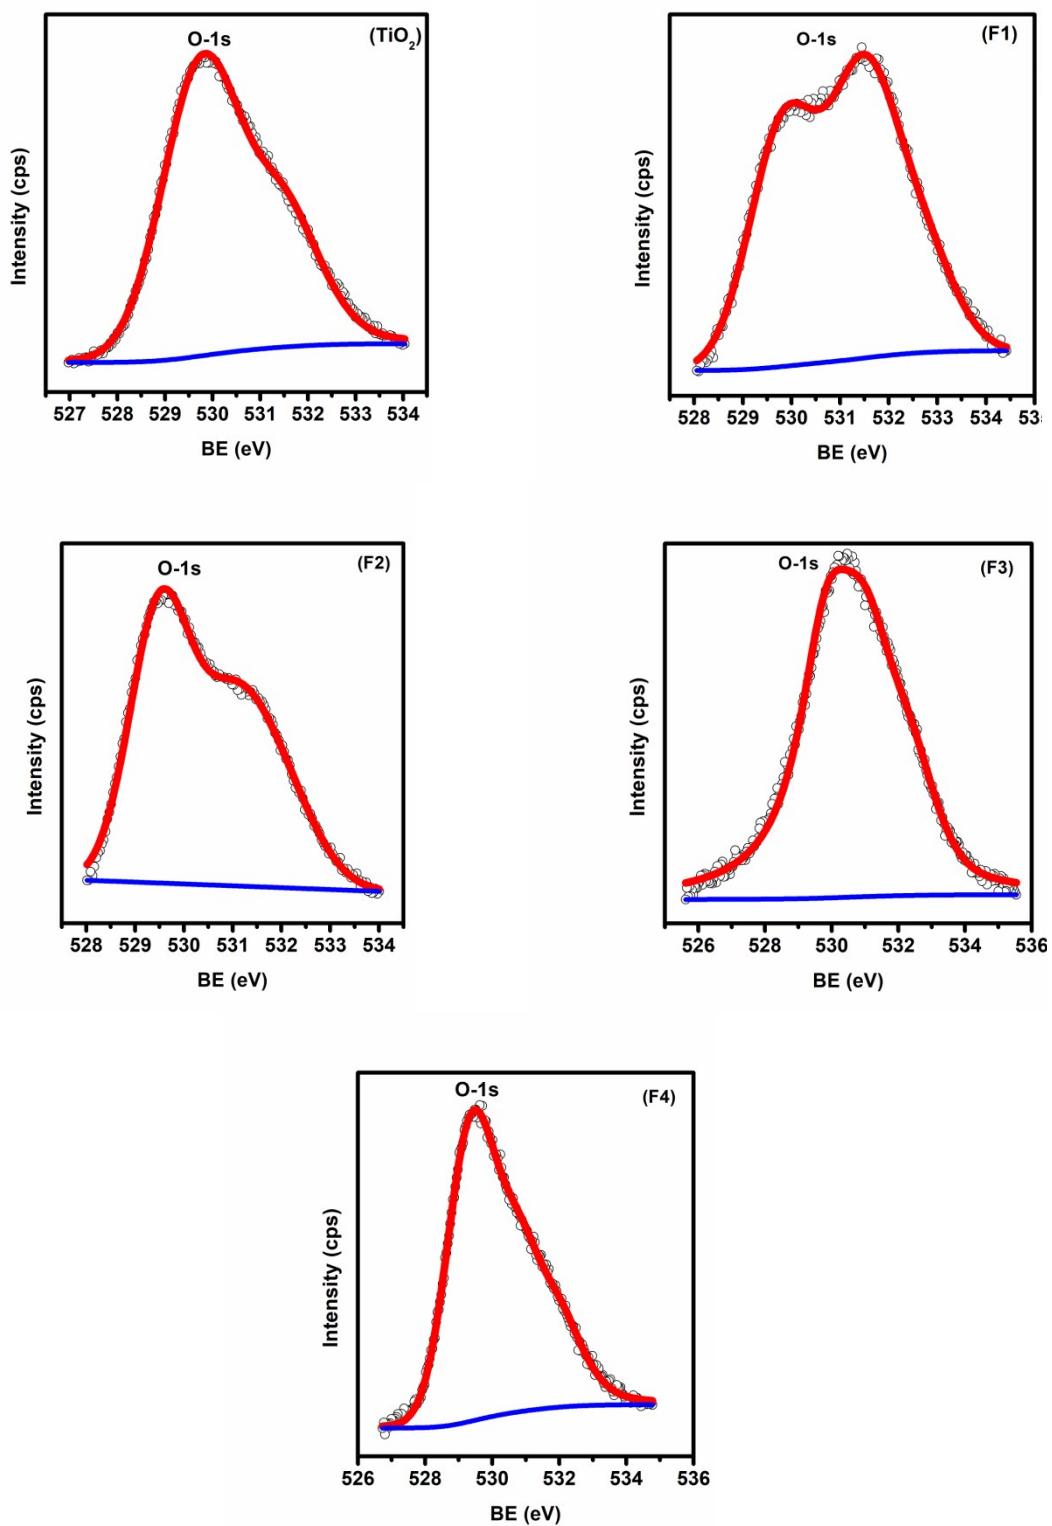 O-1s
(TiO₂)
Intensity (cps)
527 528 529 530 531 532 533 534
BE (eV)
O-1s
(F1)
Intensity (cps)
528 529 530 531 532 533 534
BE (eV)
O-1s
(F2)
Intensity (cps)
528 529 530 531 532 533 534
BE (eV)
O-1s
(F3)
Intensity (cps)
526 528 530 532 534 536
BE (eV)
O-1s
(F4)
Intensity (cps)
526 528 530 532 534 536
BE (eV)